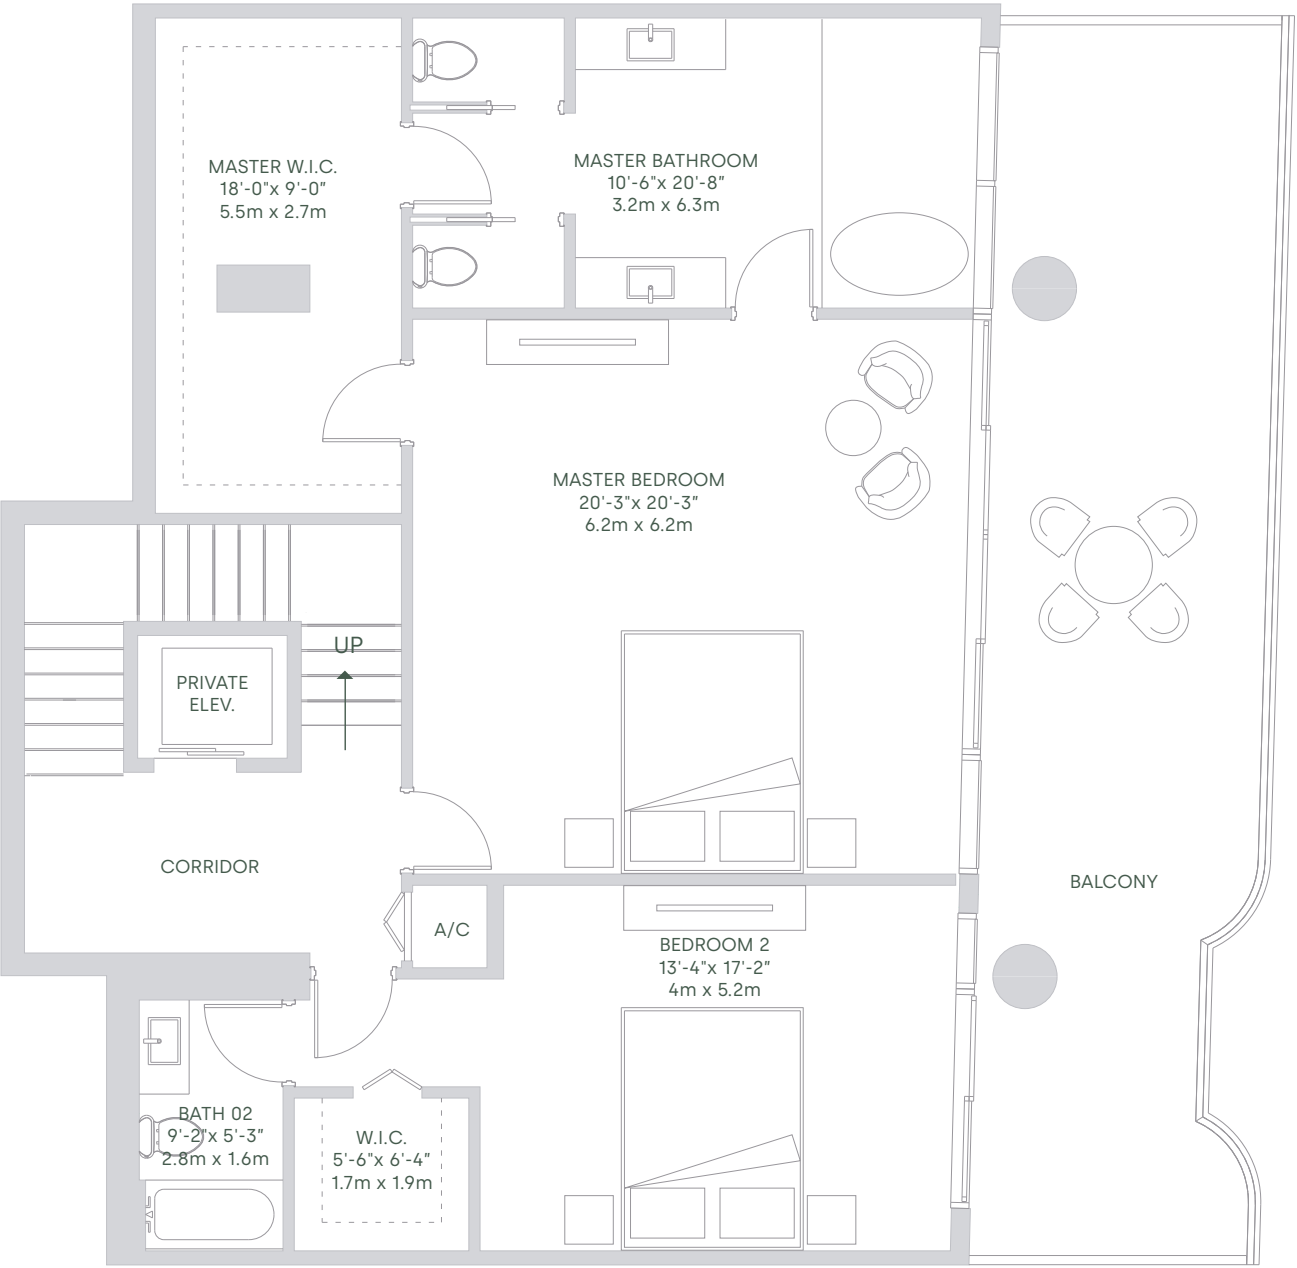 MASTER W.I.C.
18'-0"x 9'-0"
5.5m x 2.7m
MASTER BATHROOM
10'-6"x 20'-8"
3.2m x 6.3m
MASTER BEDROOM
20'-3"x 20'-3"
6.2m x 6.2m
UP
PRIVATE
ELEV.
CORRIDOR
BALCONY
A/C
BEDROOM 2
13'-4"x 17'-2"
4m x 5.2m
BATH 02
9'-2"x 5'-3"
2.8m x 1.6m
W.I.C.
5'-6"x 6'-4"
1.7m x 1.9m